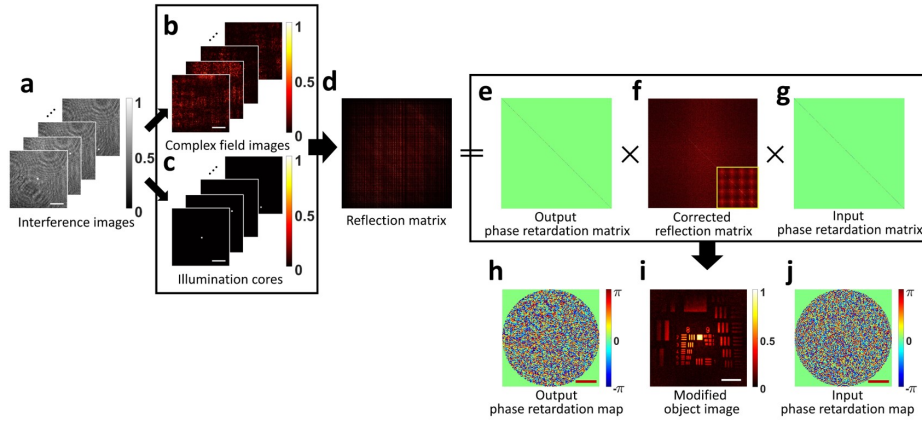 a
1
0.5
0
Interference images
b
1
0.5
0
Complex field images
c
1
0.5
0
Illumination cores
d
Reflection matrix
=
e
Output
phase retardation matrix
×
f
Corrected
reflection matrix
×
g
Input
phase retardation matrix
h
π
-π
Output
phase retardation map
i
1
0.5
0
Modified
object image
j
π
-π
Input
phase retardation map